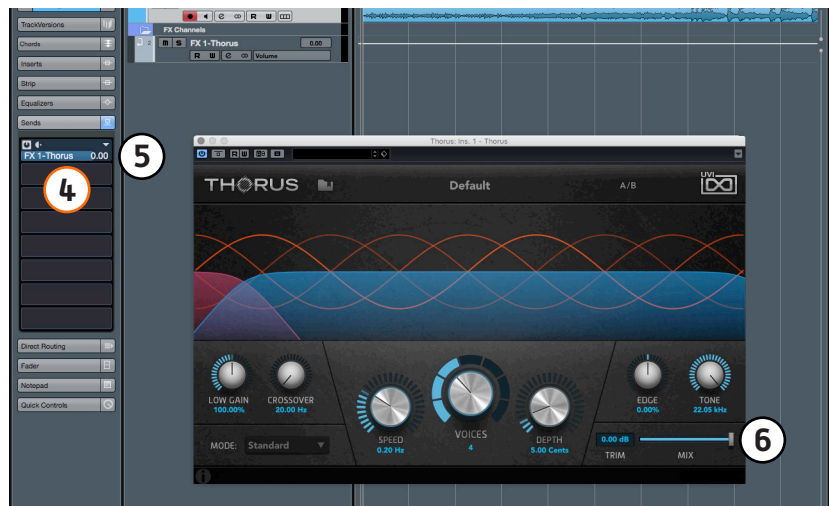 TrackVersions
Chords
Inserts
Strip
Equalizers
Sends
FX 1-Thorus 0.00
4
5
Direct Routing
Fader
Notepad
Quick Controls
R W
FX Channels
2 m S FX 1-Thorus 0.00
R W e Volume
Thorus: Ins. 1 - Thorus
R W
THORUS Default A/B UVI
LOW GAIN CROSSOVER
100.00% 20.00 Hz
MODE: Standard
SPEED VOICES DEPTH
0.20 Hz 4 5.00 Cents
EDGE TONE
0.00% 22.05 kHz
0.00 dB
TRIM MIX
6